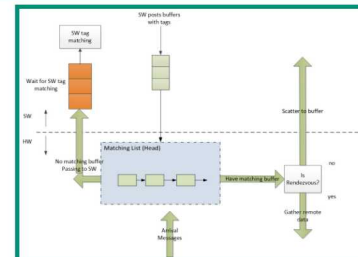 SW tag
matching
SW posts buffers
with tags
Wait for SW tag
matching
Scatter to buffer
SW
HW
Matching List (Head)
No matching buffer
Passing to SW
Have matching buffer
Is
Rendezvous?
no
yes
Gather remote
data
Arrival
Messages